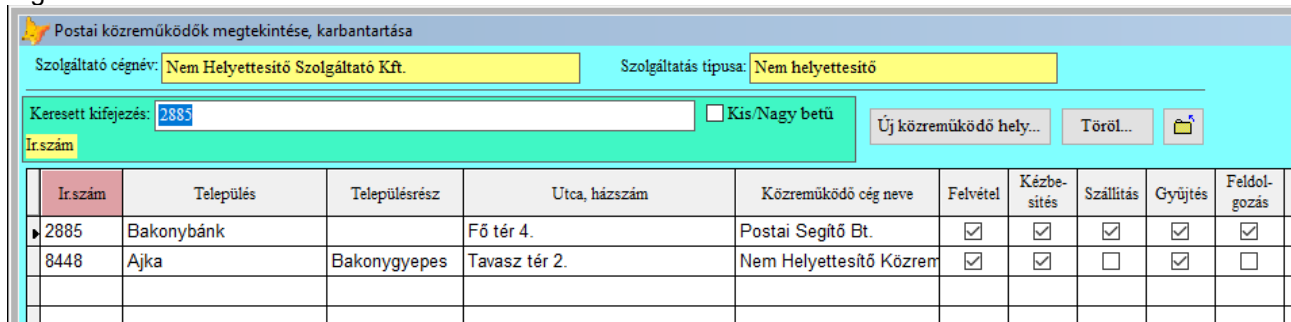 Postai közreműködők megtekintése, karbantartása
Szolgáltató cégnév: Nem Helyettesítő Szolgáltató Kft. Szolgáltatás típusa: Nem helyettesítő
Keresett kifejezés: 2885 Kis/Nagy betű Új közreműködő hely... Töröl...
Ir.szám
Ir.szám Település Településrész Utca, házszám Közreműködő cég neve Felvétel Kézbe-sítés Szállítás Gyűjtés Feldol-gozás
2885 Bakonybánk Fő tér 4. Postai Segítő Bt.
8448 Ajka Bakonygyepes Tavasz tér 2. Nem Helyettesítő Közrem